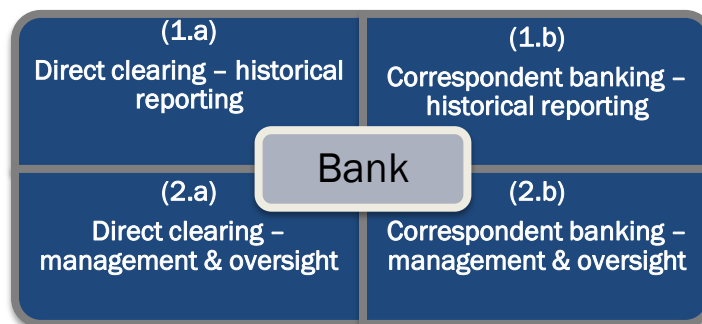 (1.a)
Direct clearing – historical
reporting
(1.b)
Correspondent banking –
historical reporting
Bank
(2.a)
Direct clearing –
management & oversight
(2.b)
Correspondent banking –
management & oversight